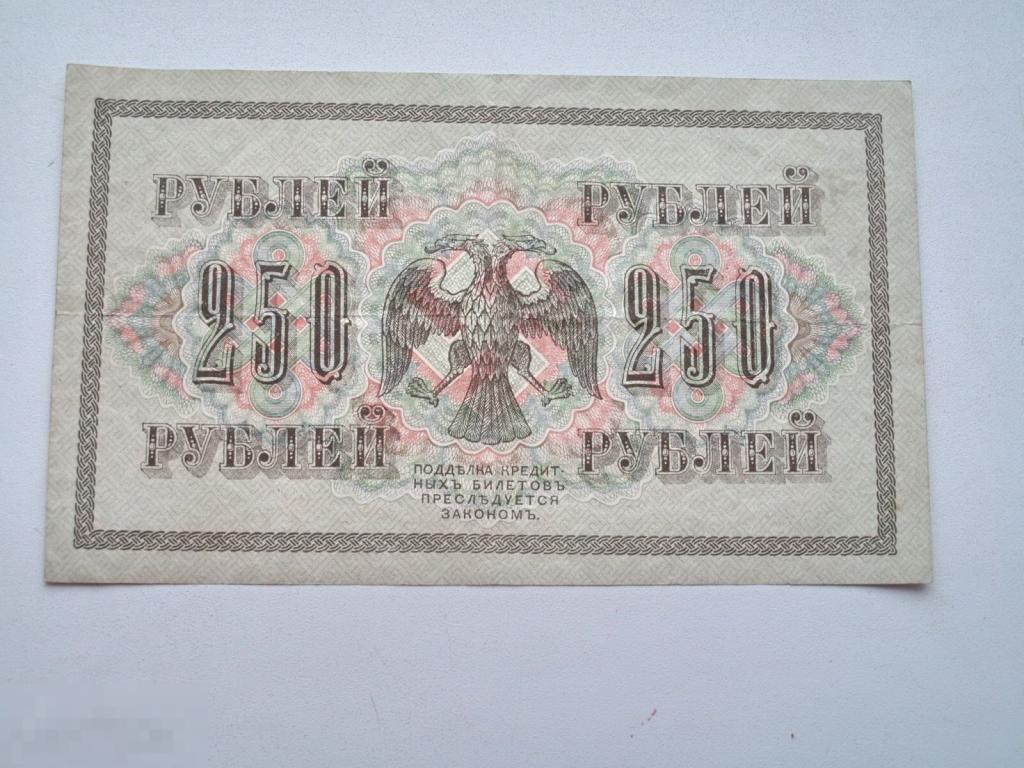 РУБЛЕЙ РУБЛЕЙ
250 250
РУБЛЕЙ РУБЛЕЙ
ПОДДѢЛКА КРЕДИТ-
НЫХЪ БИЛЕТОВЪ
ПРЕСЛѢДУЕТСЯ
ЗАКОНОМЪ.